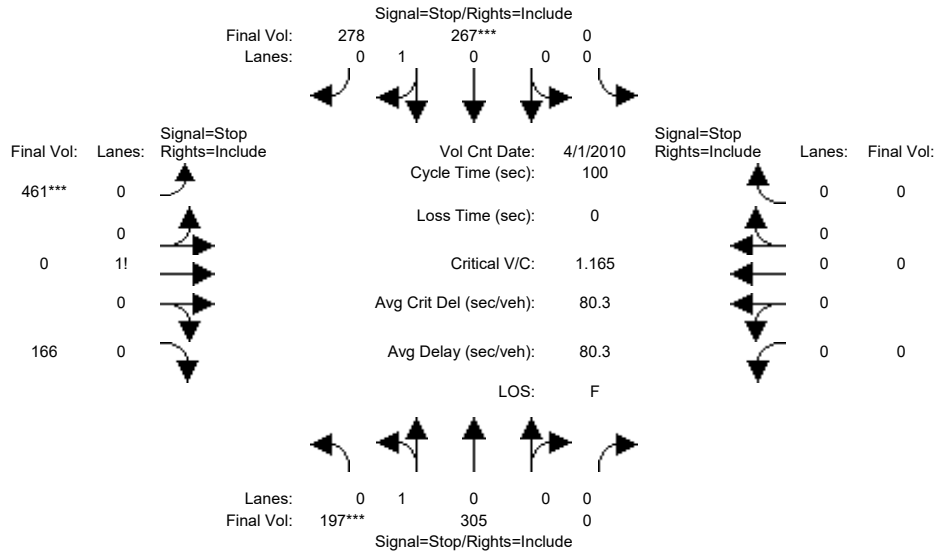 Signal=Stop/Rights=Include
Final Vol: 278 267*** 0
Lanes: 0 1 0 0 0
Signal=Stop Signal=Stop
Final Vol: Lanes: Rights=Include Vol Cnt Date: 4/1/2010 Rights=Include Lanes: Final Vol:
Cycle Time (sec): 100
461*** 0 0 0
Loss Time (sec): 0
0 0
0 1! Critical V/C: 1.165 0 0
0 Avg Crit Del (sec/veh): 80.3 0
166 0 Avg Delay (sec/veh): 80.3 0 0
LOS: F
Lanes: 0 1 0 0 0
Final Vol: 197*** 305 0
Signal=Stop/Rights=Include